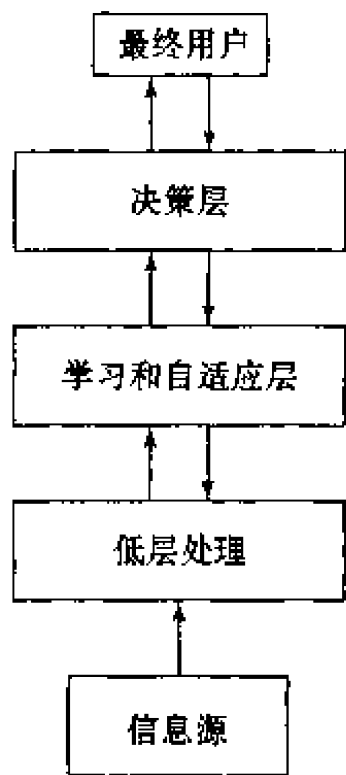 最终用户
决策层
学习和自适应层
低层处理
信息源